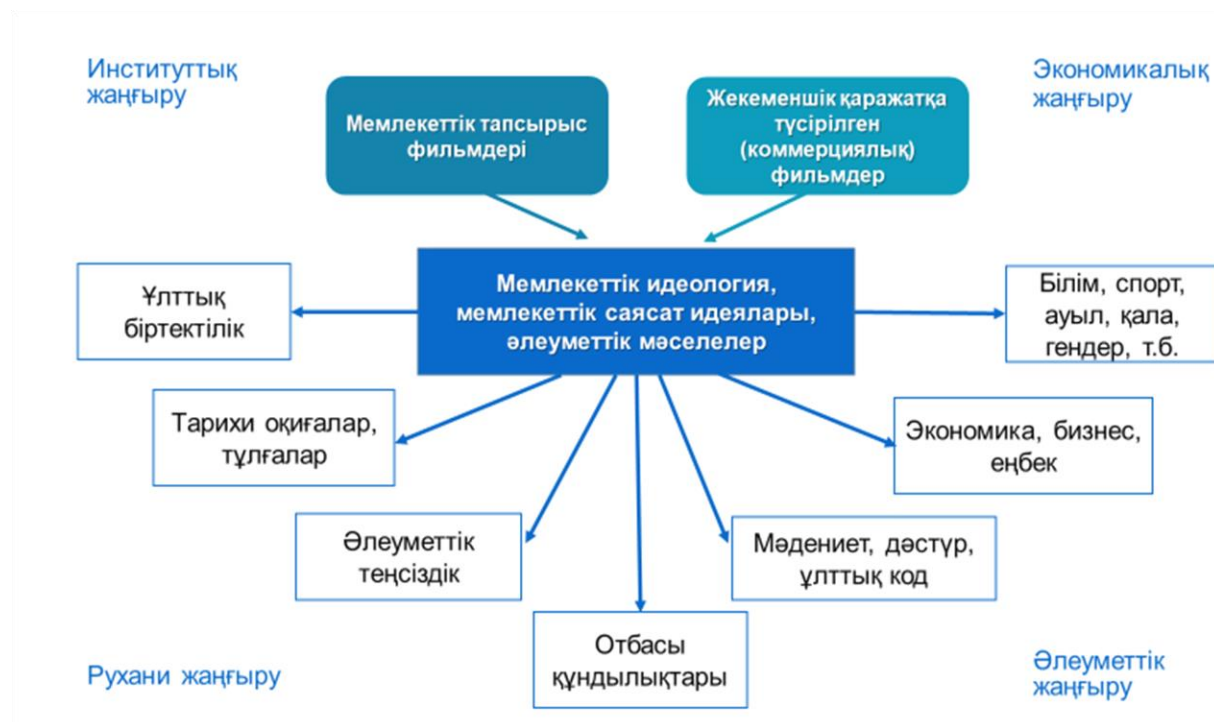 Институттық
жаңғыру
Экономикалық
жаңғыру
Мемлекеттік тапсырыс
фильмдері
Жекеменшік қаражатқа
түсірілген
(коммерциялық)
фильмдер
Мемлекеттік идеология,
мемлекеттік саясат идеялары,
әлеуметтік мәселелер
Ұлттық
біртектілік
Білім, спорт,
ауыл, қала,
гендер, т.б.
Тарихи оқиғалар,
тұлғалар
Экономика, бизнес,
еңбек
Әлеуметтік
теңсіздік
Мәдениет, дәстүр,
ұлттық код
Отбасы
құндылықтары
Рухани жаңғыру
Әлеуметтік
жаңғыру